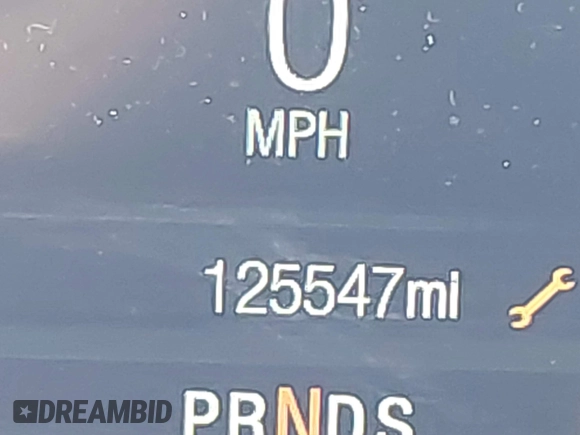 0
MPH
125547mi
PRNDS
DREAMBID